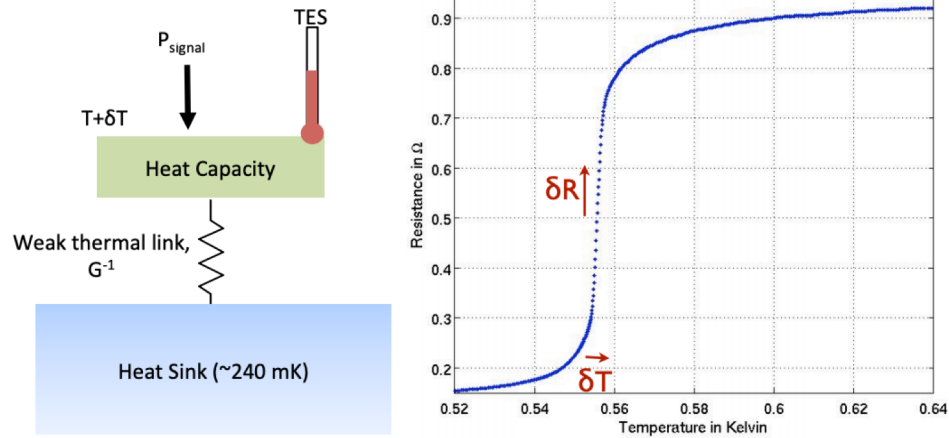 TES
P_signal
T+δT
Heat Capacity
Weak thermal link,
G⁻¹
Heat Sink (~240 mK)
Resistance in Ω
0.9
0.8
0.7
0.6
0.5
0.4
0.3
0.2
δR
δT
0.52 0.54 0.56 0.58 0.6 0.62 0.64
Temperature in Kelvin